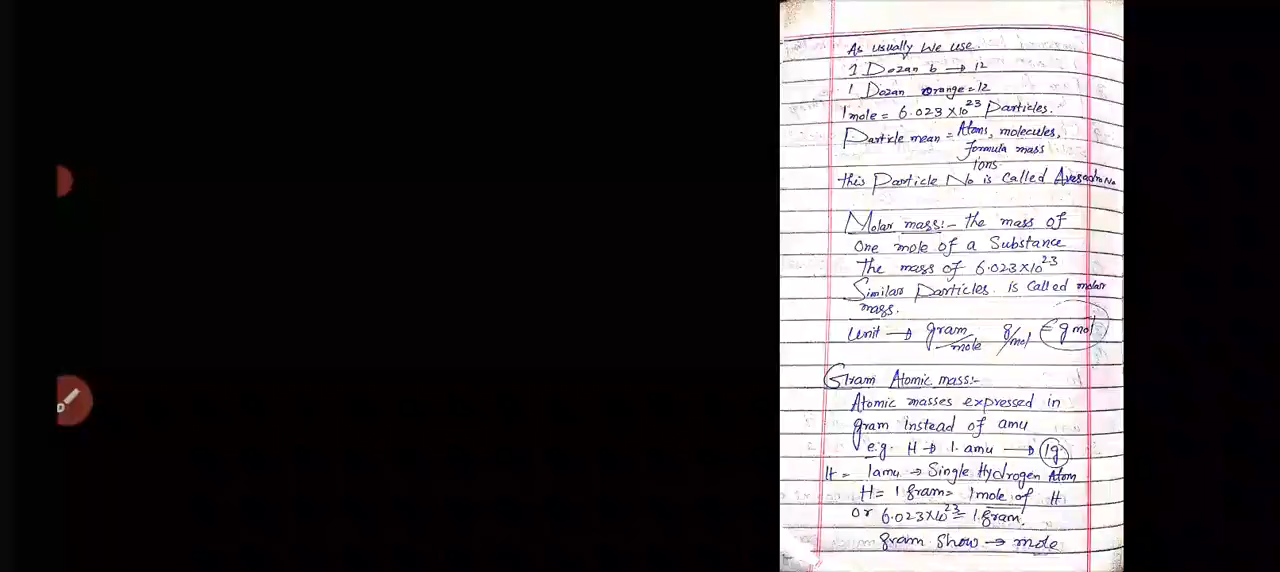 As usually we use.
1 Dozan b → 12
1 Dozan orange = 12
1 mole = 6.023 × 10²³ Particles.
Particle mean = Atoms, molecules,
Formula mass
ions
this Particle No is called No
Molar mass:- the mass of
One mole of a Substance
The mass of 6.023×10²³
Similar Particles. is called molar
mass.
Unit → gram/mole g/mol = g mol
Gram Atomic mass:-
Atomic masses expressed in
gram instead of amu
e.g. H → 1. amu → 1g
H = 1amu → Single Hydrogen Atom
H = 1 gram = 1mole of H
or 6.023×10²³ = 1 gram.
gram show → mole